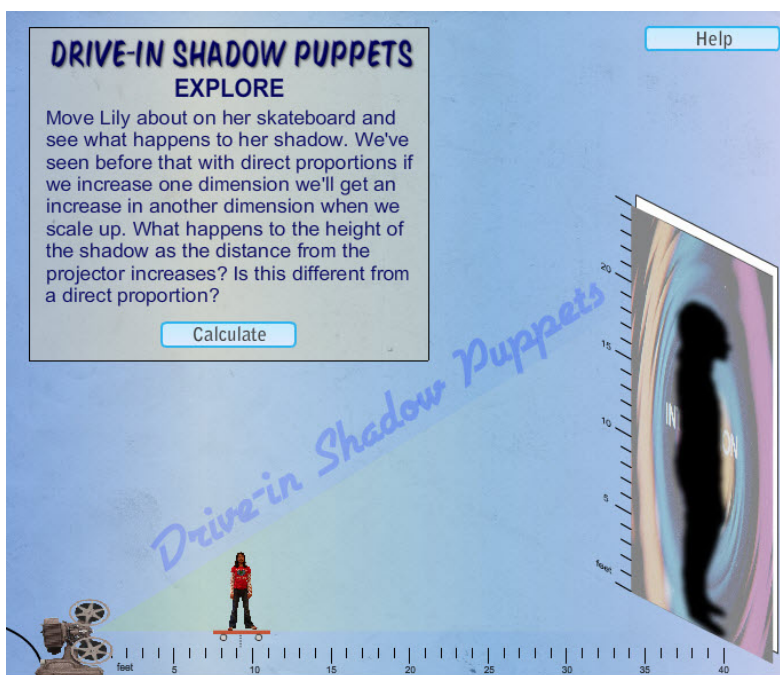 DRIVE-IN SHADOW PUPPETS
EXPLORE
Move Lily about on her skateboard and
see what happens to her shadow. We've
seen before that with direct proportions if
we increase one dimension we'll get an
increase in another dimension when we
scale up. What happens to the height of
the shadow as the distance from the
projector increases? Is this different from
a direct proportion?
Calculate
Help
Drive-in Shadow Puppets
20
15
10
5
feet
IN
ON
feet 5 10 15 20 25 30 35 40